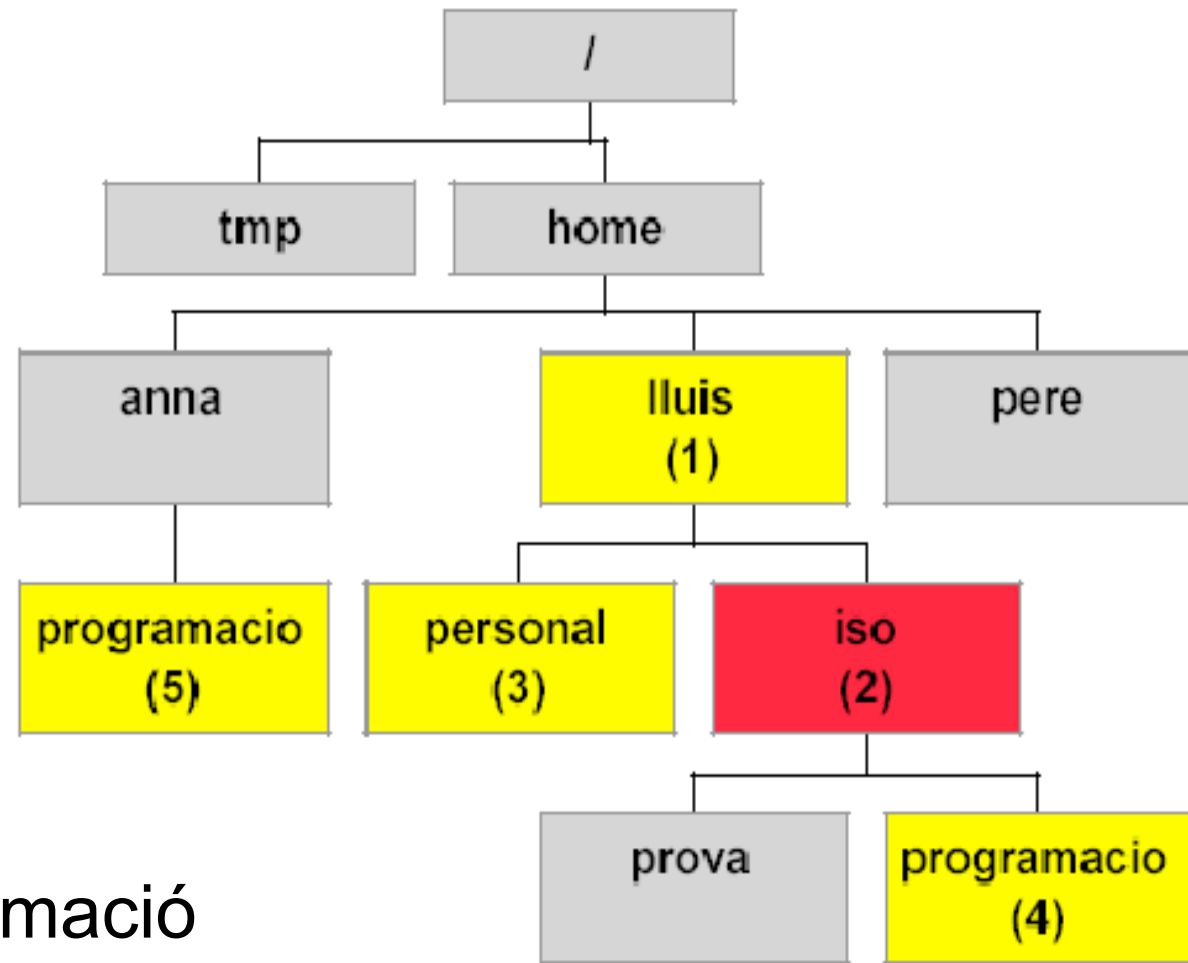 /
tmp
home
anna
lluis
(1)
pere
programacio
(5)
personal
(3)
iso
(2)
prova
programacio
(4)
mació